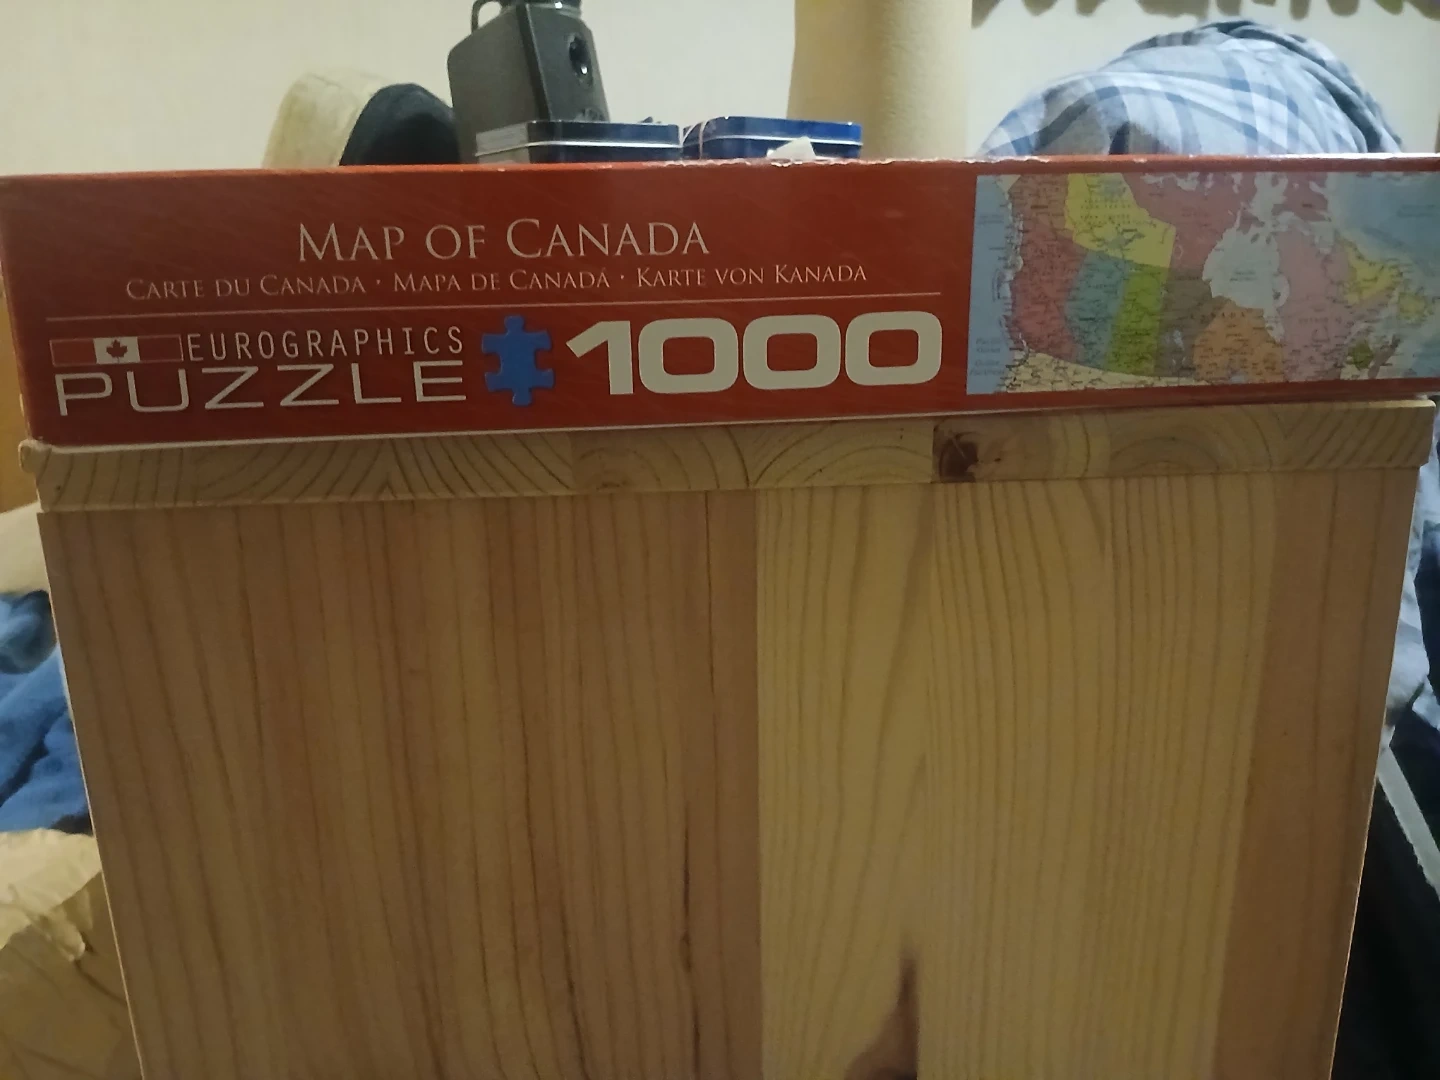 MAP OF CANADA
CARTE DU CANADA · MAPA DE CANADÁ · KARTE VON KANADA
EUROGRAPHICS
PUZZLE 1000